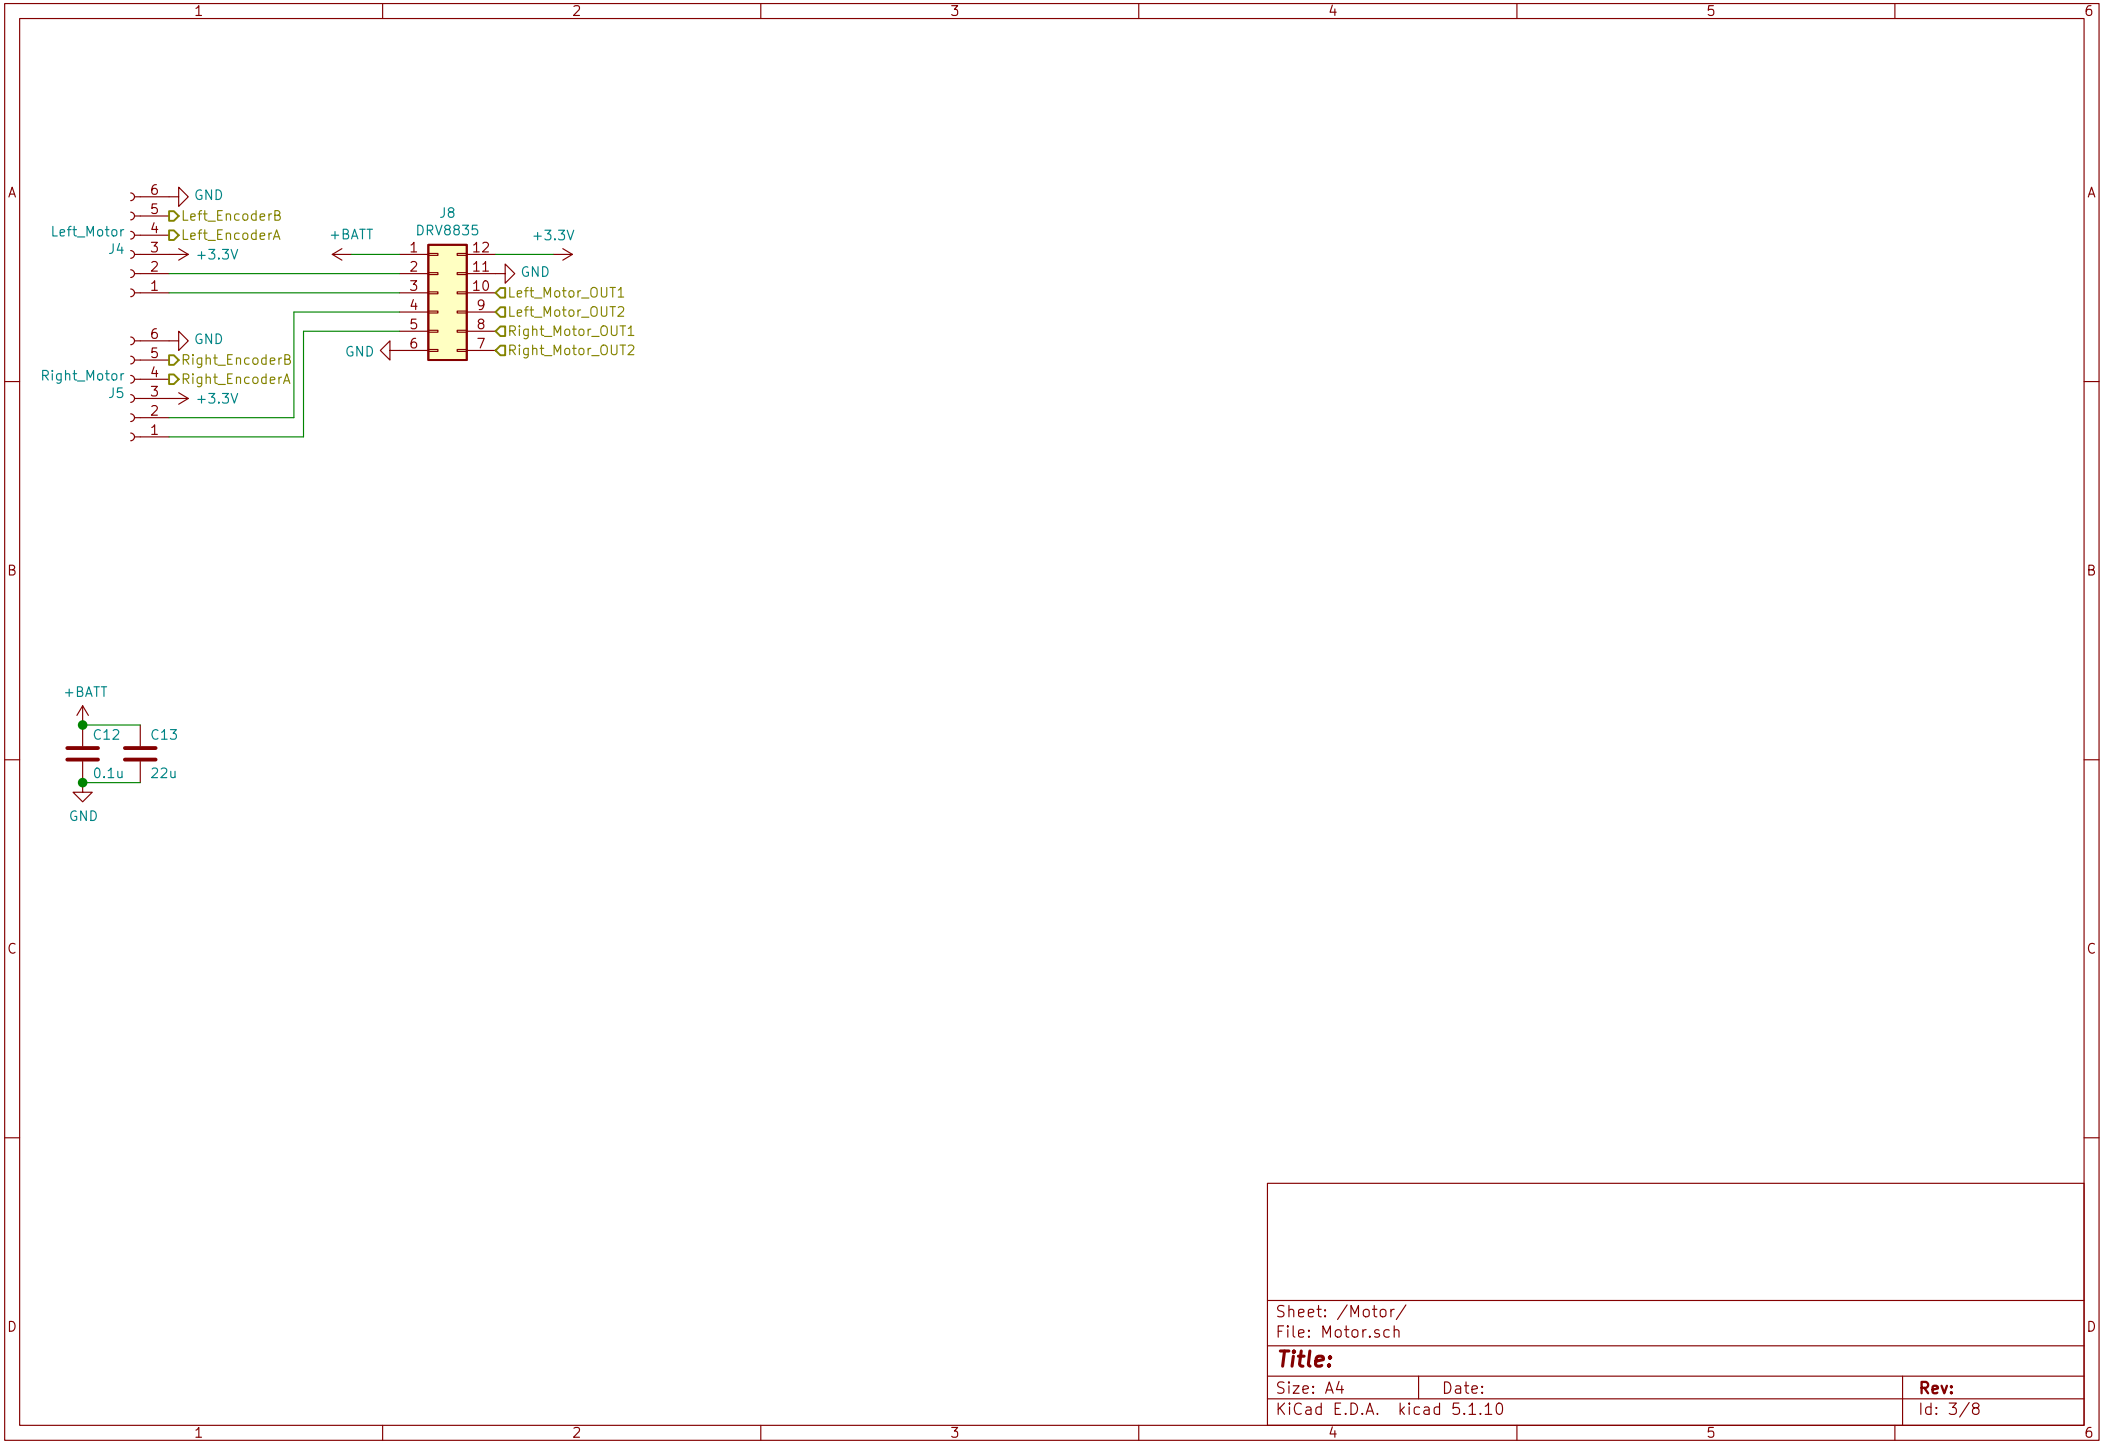 1 2 3 4 5 6
A A
6 GND
5 Left_EncoderB
Left_Motor 4 Left_EncoderA
J4 3 +3.3V
2
1
J8
DRV8835
+BATT 1 12 +3.3V
2 11 GND
3 10 Left_Motor_OUT1
4 9 Left_Motor_OUT2
5 8 Right_Motor_OUT1
GND 6 7 Right_Motor_OUT2
6 GND
5 Right_EncoderB
Right_Motor 4 Right_EncoderA
J5 3 +3.3V
2
1
B B
+BATT
C12 C13
0.1u 22u
GND
C C
D D
Sheet: /Motor/
File: Motor.sch
Title:
Size: A4 Date: Rev:
KiCad E.D.A. kicad 5.1.10 Id: 3/8
1 2 3 4 5 6